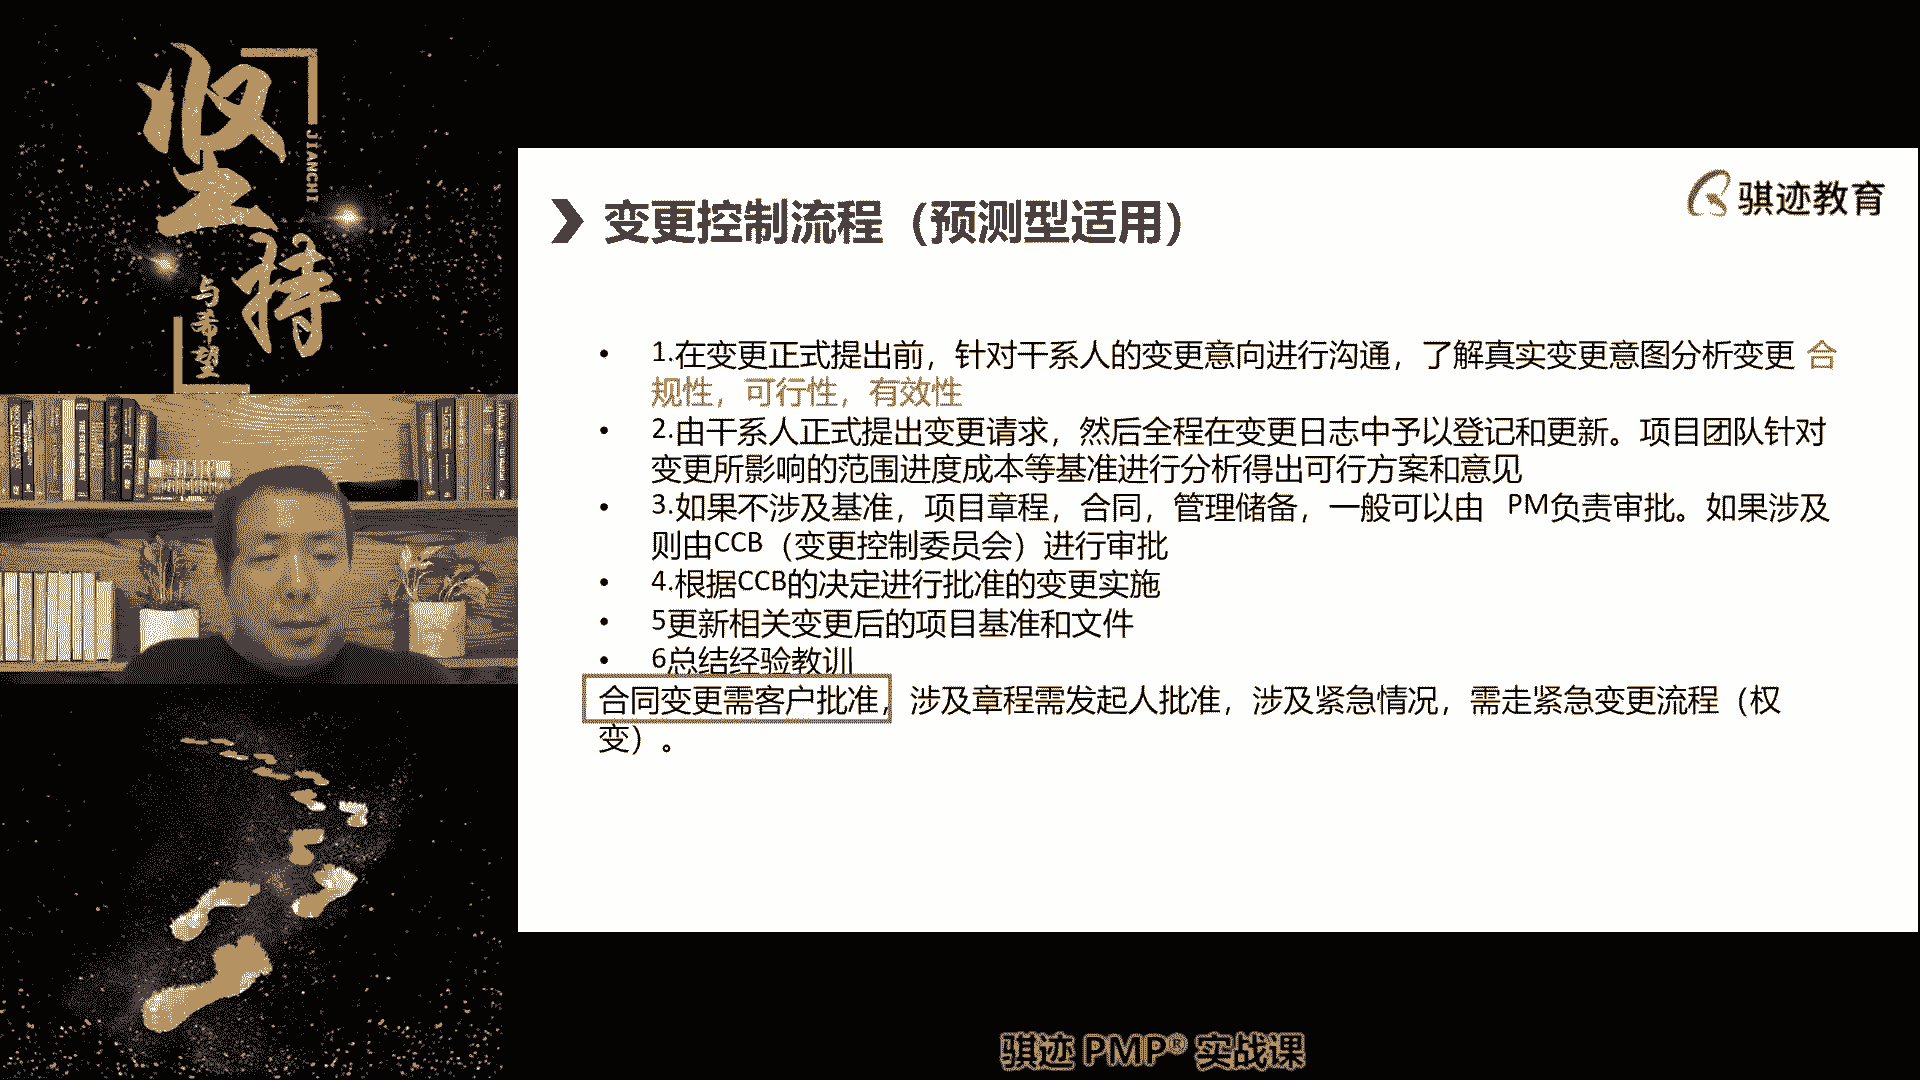 坚持
JIANCHI
与希望
骐迹教育
变更控制流程（预测型适用）
• 1.在变更正式提出前，针对干系人的变更意向进行沟通，了解真实变更意图分析变更 合
规性，可行性，有效性
• 2.由干系人正式提出变更请求，然后全程在变更日志中予以登记和更新。项目团队针对
变更所影响的范围进度成本等基准进行分析得出可行方案和意见
• 3.如果不涉及基准，项目章程，合同，管理储备，一般可以由 PM负责审批。如果涉及
则由CCB（变更控制委员会）进行审批
• 4.根据CCB的决定进行批准的变更实施
• 5更新相关变更后的项目基准和文件
• 6总结经验教训
合同变更需客户批准，涉及章程需发起人批准，涉及紧急情况，需走紧急变更流程（权
变）。
骐迹 PMP® 实战课